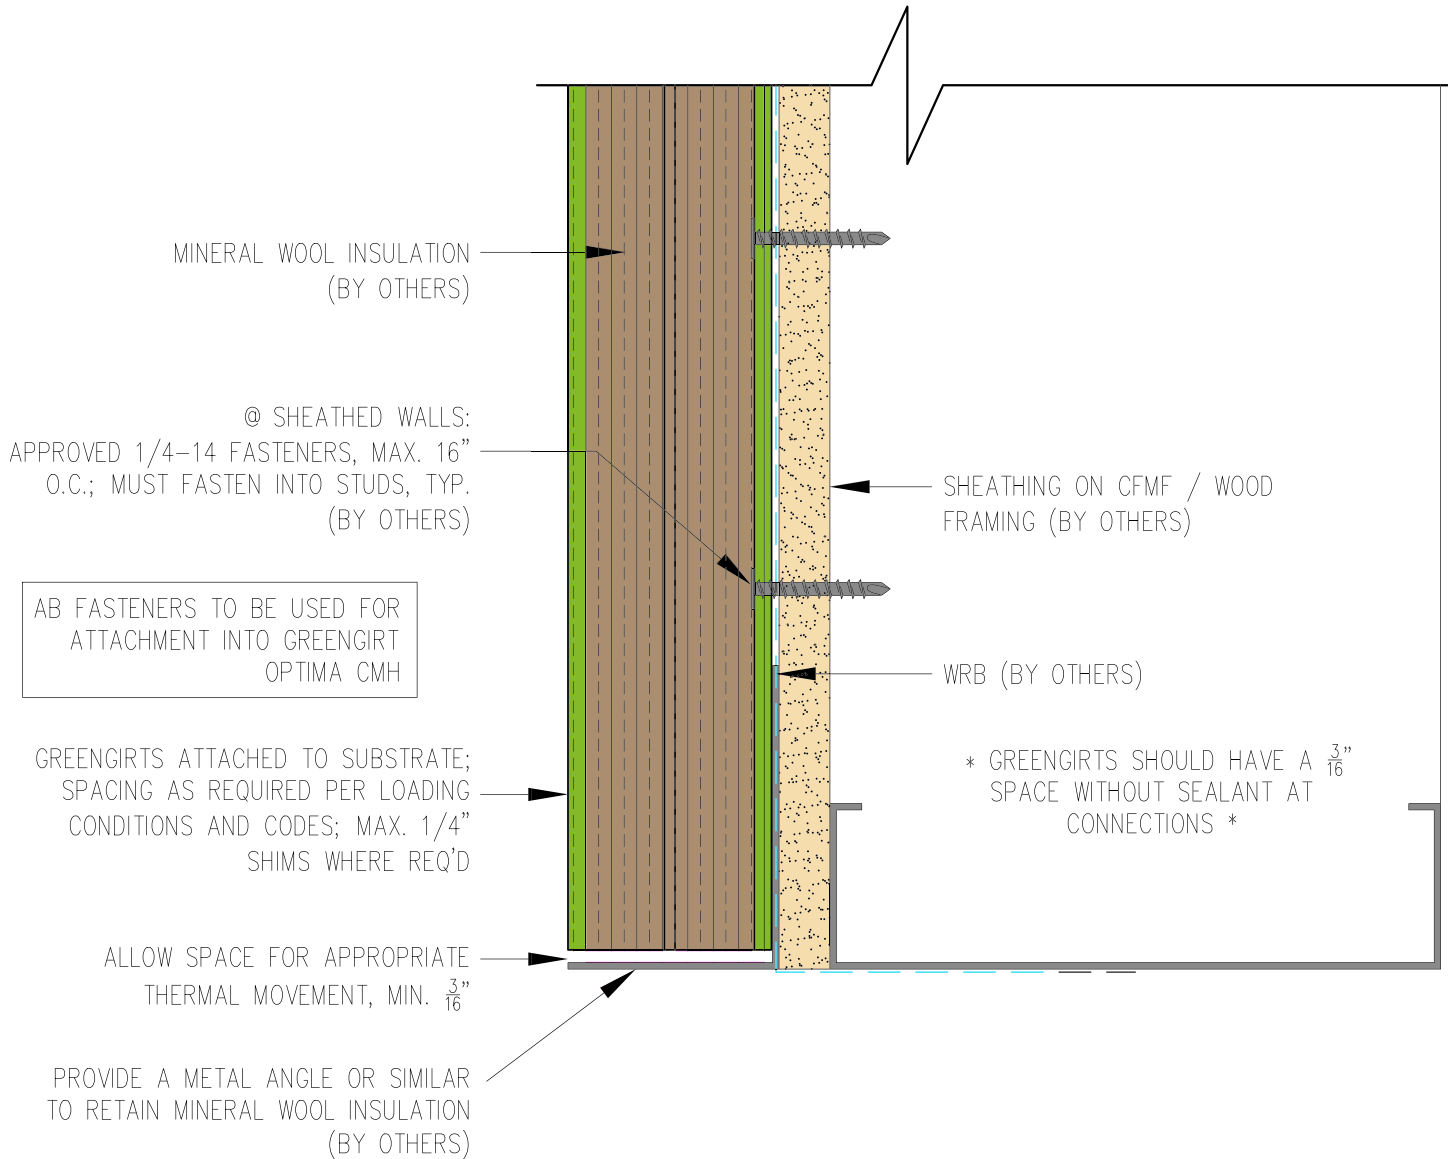 MINERAL WOOL INSULATION
(BY OTHERS)
@ SHEATHED WALLS:
APPROVED 1/4-14 FASTENERS, MAX. 16"
O.C.; MUST FASTEN INTO STUDS, TYP.
(BY OTHERS)
SHEATHING ON CFMF / WOOD
FRAMING (BY OTHERS)
AB FASTENERS TO BE USED FOR
ATTACHMENT INTO GREENGIRT
OPTIMA CMH
WRB (BY OTHERS)
GREENGIRTS ATTACHED TO SUBSTRATE;
SPACING AS REQUIRED PER LOADING
CONDITIONS AND CODES; MAX. 1/4"
SHIMS WHERE REQ'D
* GREENGIRTS SHOULD HAVE A 3/16"
SPACE WITHOUT SEALANT AT
CONNECTIONS *
ALLOW SPACE FOR APPROPRIATE
THERMAL MOVEMENT, MIN. 3/16"
PROVIDE A METAL ANGLE OR SIMILAR
TO RETAIN MINERAL WOOL INSULATION
(BY OTHERS)